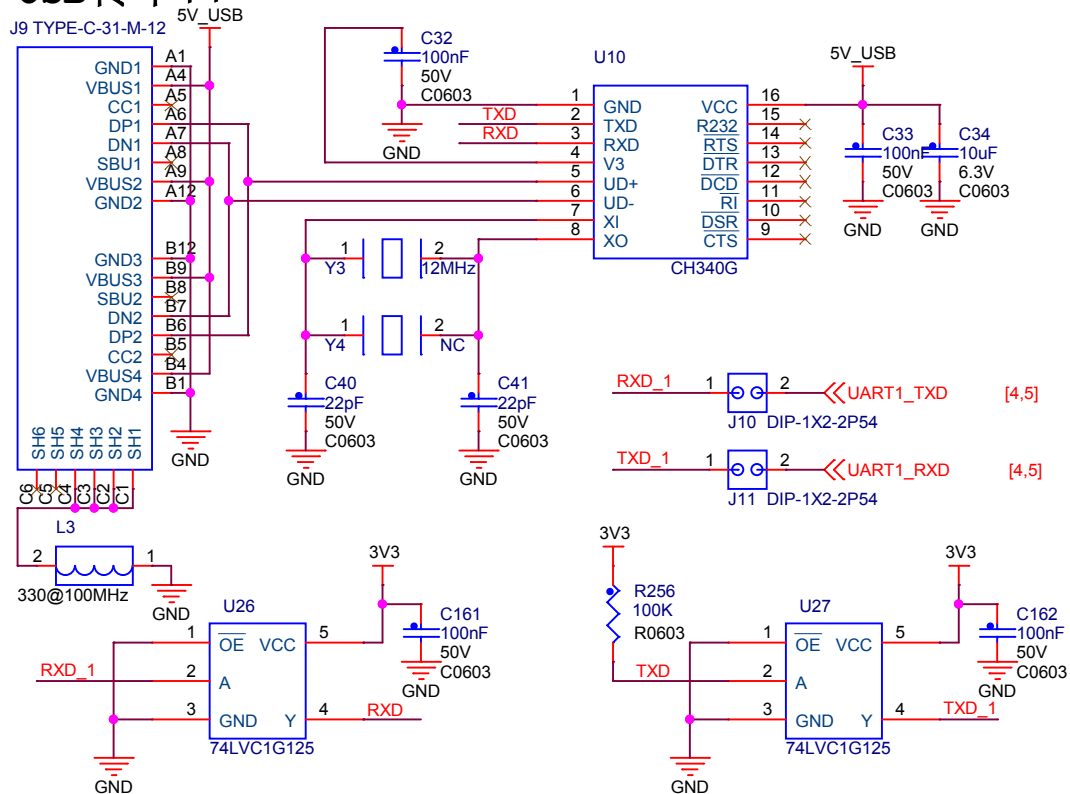 J9 TYPE-C-31-M-12
5V_USB
GND1 A1
VBUS1 A4
CC1 A5
DP1 A6
DN1 A7
SBU1 A8
VBUS2 A9
GND2 A12
GND3 B12
VBUS3 B9
SBU2 B8
DN2 B7
DP2 B6
CC2 B5
VBUS4 B4
GND4 B1
GND
SH6 SH5 SH4 SH3 SH2 SH1
C6 C5 C4 C3 C2 C1
L3
2 1
330@100MHz
GND
C32
100nF
50V
C0603
GND
TXD
RXD
U10
1 GND VCC 16
2 TXD R232 15
3 RXD RTS 14
4 V3 DTR 13
5 UD+ DCD 12
6 UD- RI 11
7 XI DSR 10
8 XO CTS 9
CH340G
5V_USB
C33
100nF
50V
C0603
GND
C34
10uF
6.3V
C0603
GND
1 2
Y3 12MHz
1 2
Y4 NC
C40
22pF
50V
C0603
GND
C41
22pF
50V
C0603
GND
RXD_1 1 2 UART1_TXD [4,5]
J10 DIP-1X2-2P54
TXD_1 1 2 UART1_RXD [4,5]
J11 DIP-1X2-2P54
3V3
U26
C161
100nF
50V
C0603
GND
1 OE VCC 5
RXD_1 2 A
3 GND Y 4 RXD
74LVC1G125
GND
3V3
R256
100K
R0603
3V3
U27
C162
100nF
50V
C0603
GND
1 OE VCC 5
TXD 2 A
3 GND Y 4 TXD_1
74LVC1G125
GND